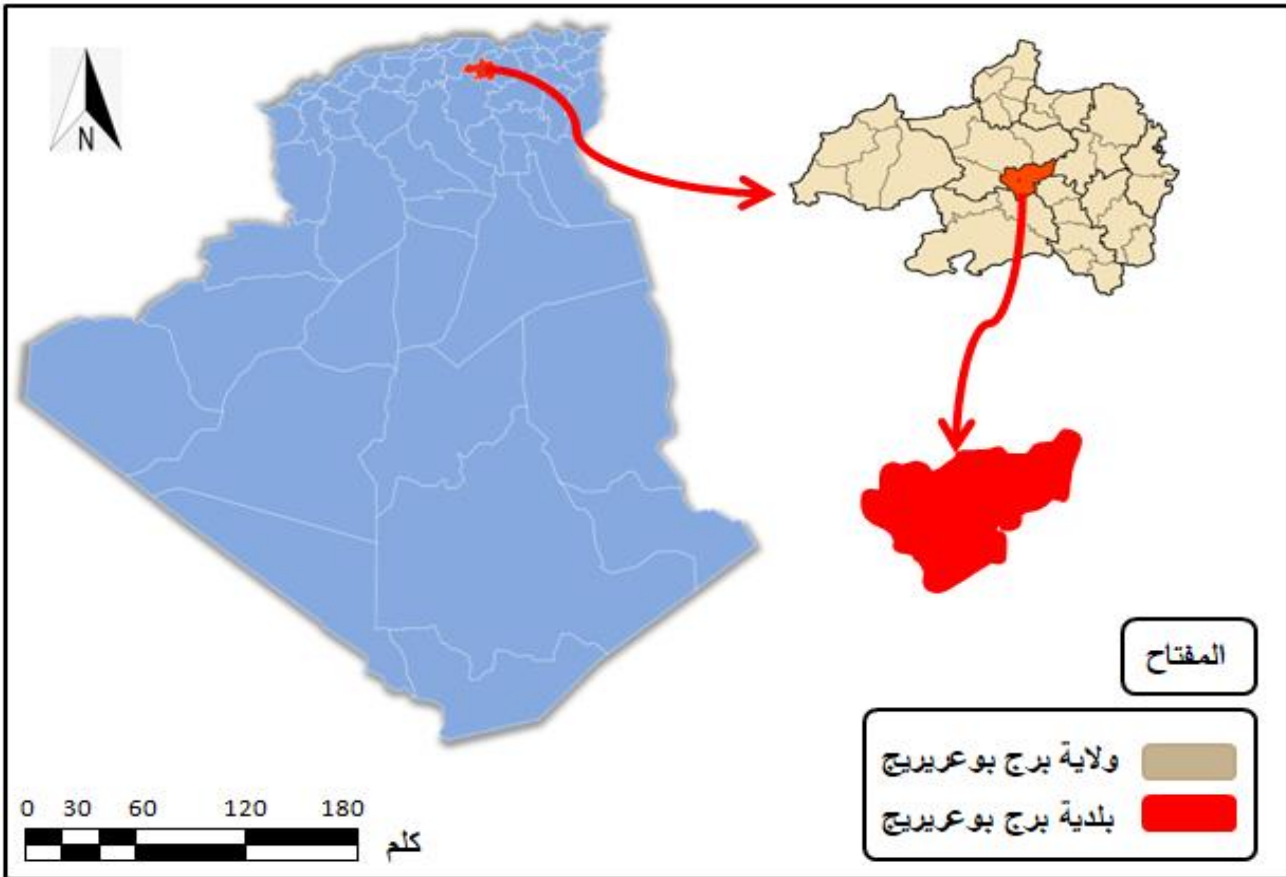 N
المفتاح
ولاية برج بوعريريج
بلدية برج بوعريريج
0 30 60 120 180
كلم